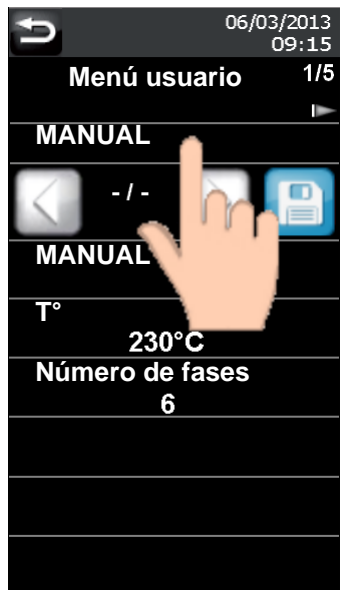 06/03/2013
09:15
Menú usuario 1/5
MANUAL
- / -
MANUAL
T°
230°C
Número de fases
6